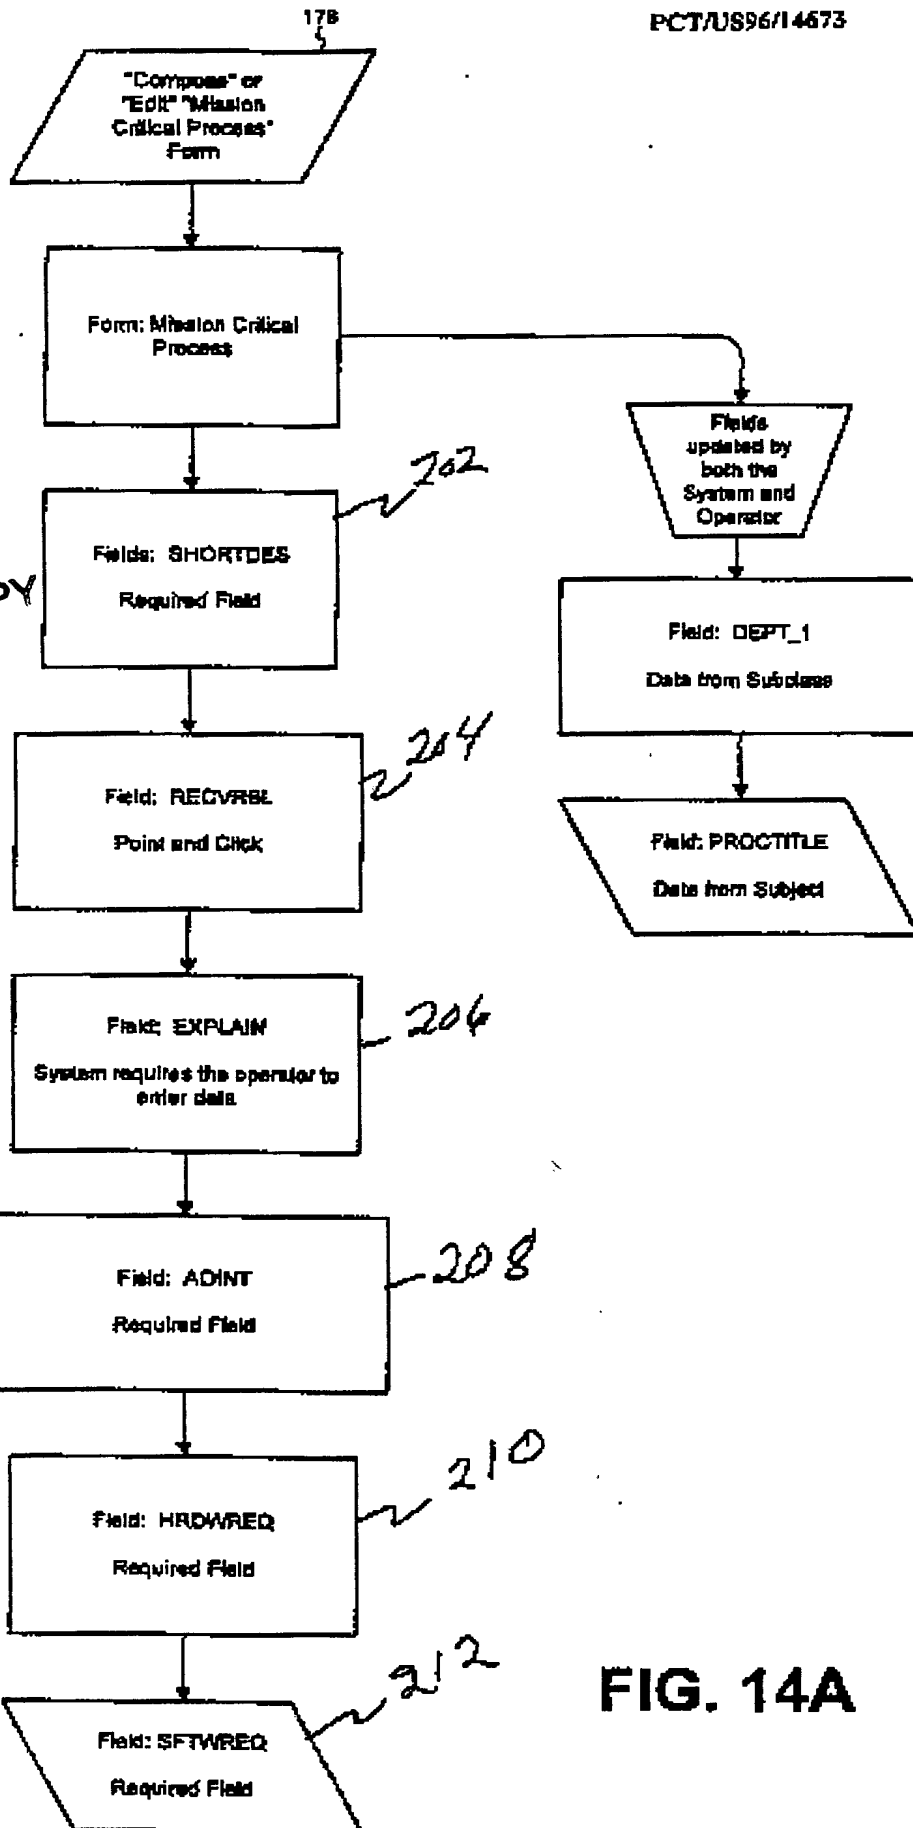 178
PCT/US96/14673
"Compose" or
"Edit" "Mission
Critical Process"
Form
Form: Mission Critical
Process
Fields
updated by
both the
System and
Operator
202
Fields: SHORTDES
Required Field
Field: DEPT_1
Data from Subclass
204
Field: RECVRBL
Point and Click
Field: PROCTITLE
Data from Subject
206
Field: EXPLAIN
System requires the operator to
enter data
208
Field: ADINT
Required Field
210
Field: HRDWREQ
Required Field
212
Field: SFTWREQ
Required Field
FIG. 14A